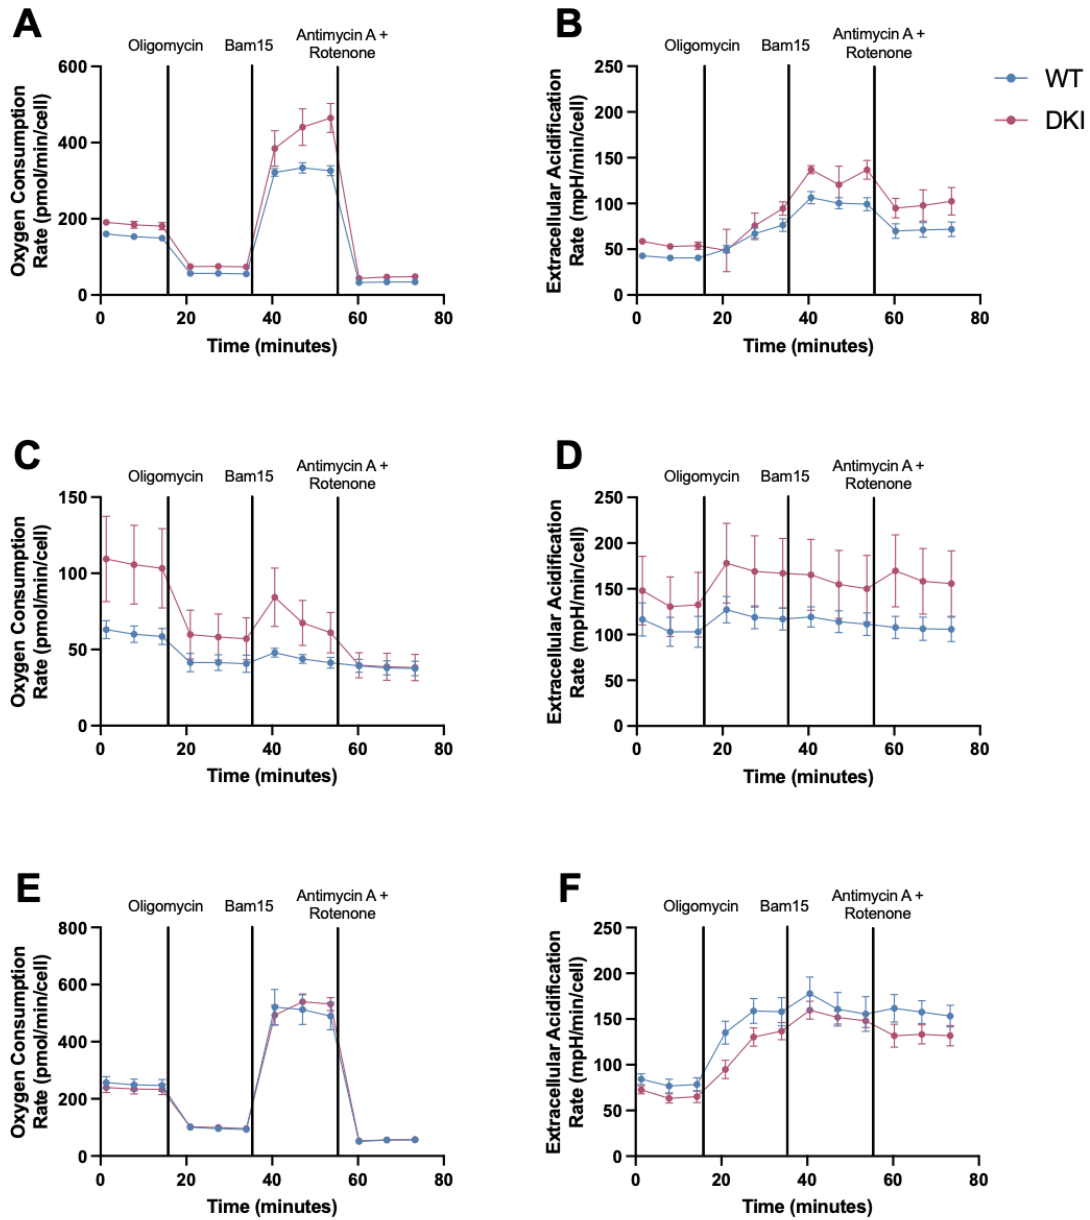 A
B
Oligomycin
Bam15
Antimycin A +
Rotenone
Oligomycin
Bam15
Antimycin A +
Rotenone
WT
DKI
Oxygen Consumption
Rate (pmol/min/cell)
600
400
200
0
0 20 40 60 80
Time (minutes)
Extracellular Acidification
Rate (mpH/min/cell)
250
200
150
100
50
0
0 20 40 60 80
Time (minutes)
C
D
Oligomycin
Bam15
Antimycin A +
Rotenone
Oligomycin
Bam15
Antimycin A +
Rotenone
Oxygen Consumption
Rate (pmol/min/cell)
150
100
50
0
0 20 40 60 80
Time (minutes)
Extracellular Acidification
Rate (mpH/min/cell)
250
200
150
100
50
0
0 20 40 60 80
Time (minutes)
E
F
Oligomycin
Bam15
Antimycin A +
Rotenone
Oligomycin
Bam15
Antimycin A +
Rotenone
Oxygen Consumption
Rate (pmol/min/cell)
800
600
400
200
0
0 20 40 60 80
Time (minutes)
Extracellular Acidification
Rate (mpH/min/cell)
250
200
150
100
50
0
0 20 40 60 80
Time (minutes)